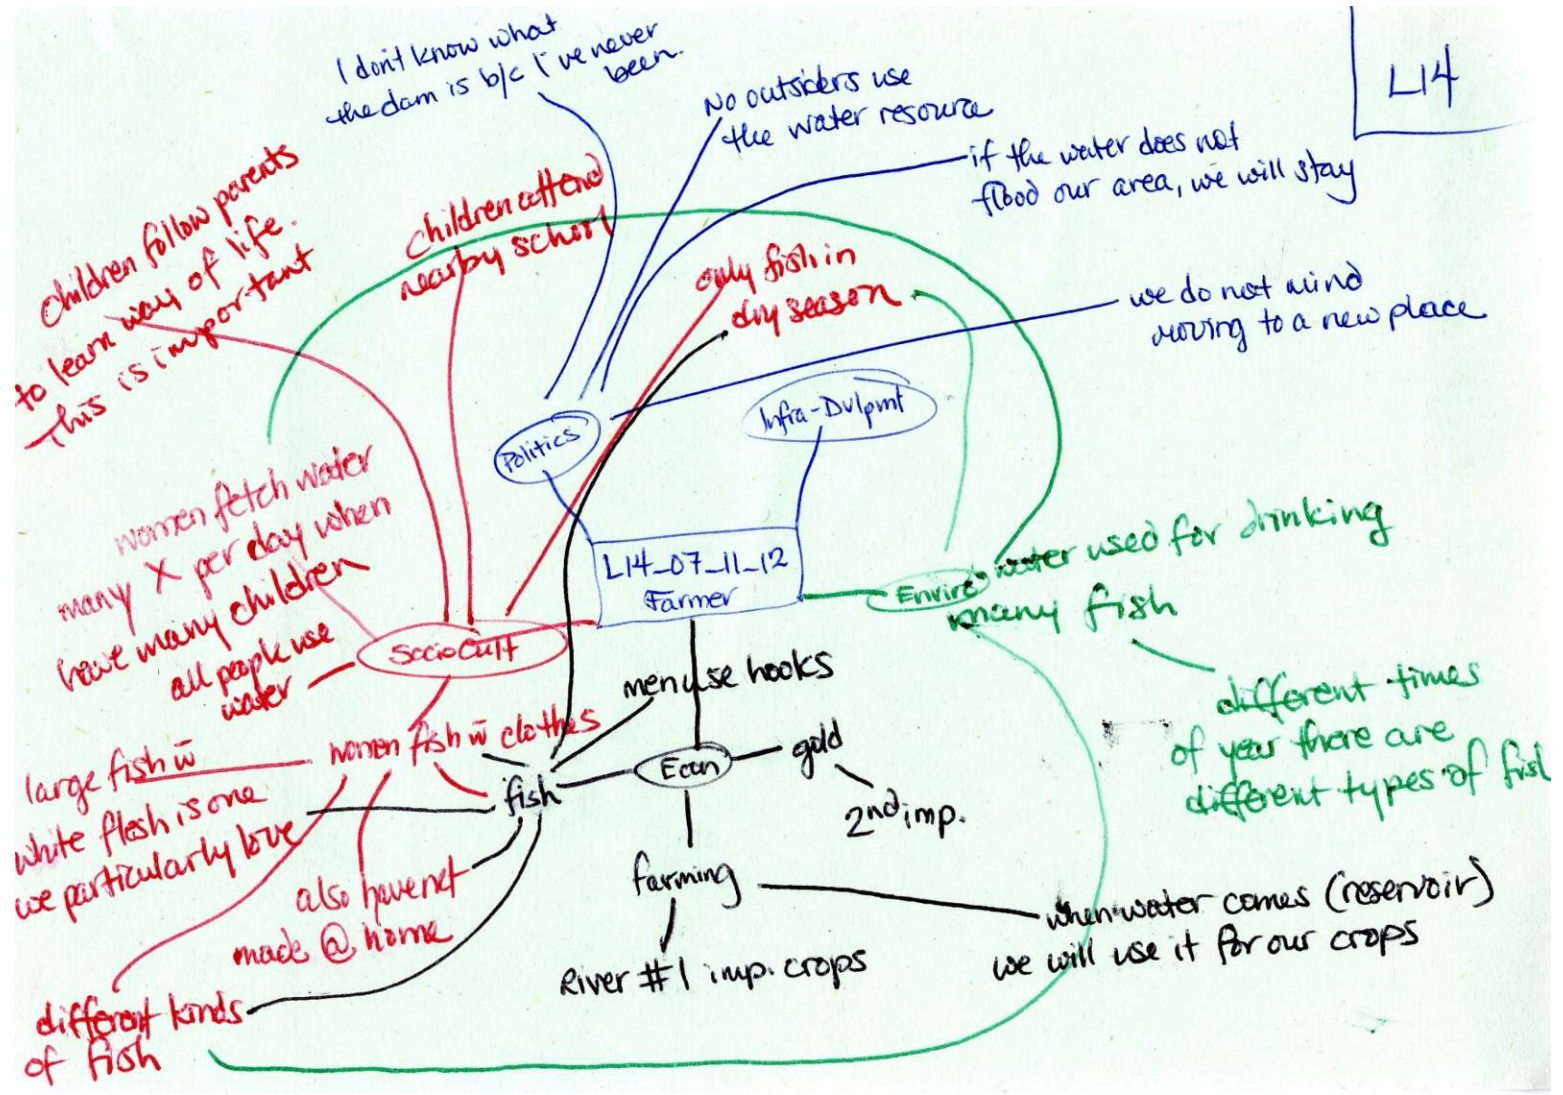 I don't know what
the dam is b/c I've never
been.
No outsiders use
the water resource
L14
if the water does not
flood our area, we will stay
children follow parents
to learn way of life.
this is important
children attend
nearby school
only fish in
dry season
we do not mind
moving to a new place
Politics
Infra-Dvlpmt
women fetch water
many X per day when
have many children
all people use
water
L14_07_11_12
Farmer
Enviro
water used for drinking
many fish
SocioCult
different times
of year there are
different types of fish
men use hooks
women fish w̄ clothes
large fish w̄
white flesh is one
we particularly love
fish
Econ
gold
2nd imp.
also have net
made @ home
farming
River #1 imp. crops
when water comes (reservoir)
we will use it for our crops
different kinds
of fish